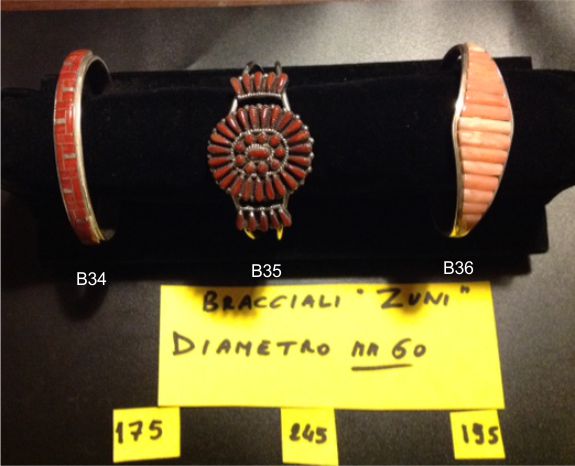 B34 B35 B36
BRACCIALI "ZUNI"
DIAMETRO mm 60
175 245 195